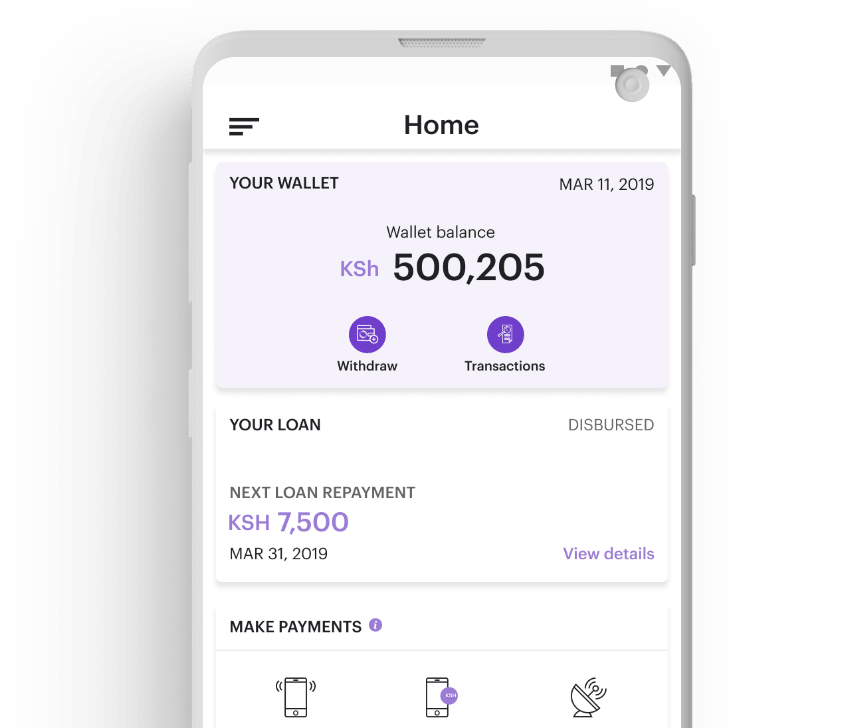 Home
YOUR WALLET
MAR 11, 2019
Wallet balance
KSh 500,205
Withdraw
Transactions
YOUR LOAN
DISBURSED
NEXT LOAN REPAYMENT
KSH 7,500
MAR 31, 2019
View details
MAKE PAYMENTS i
KSH